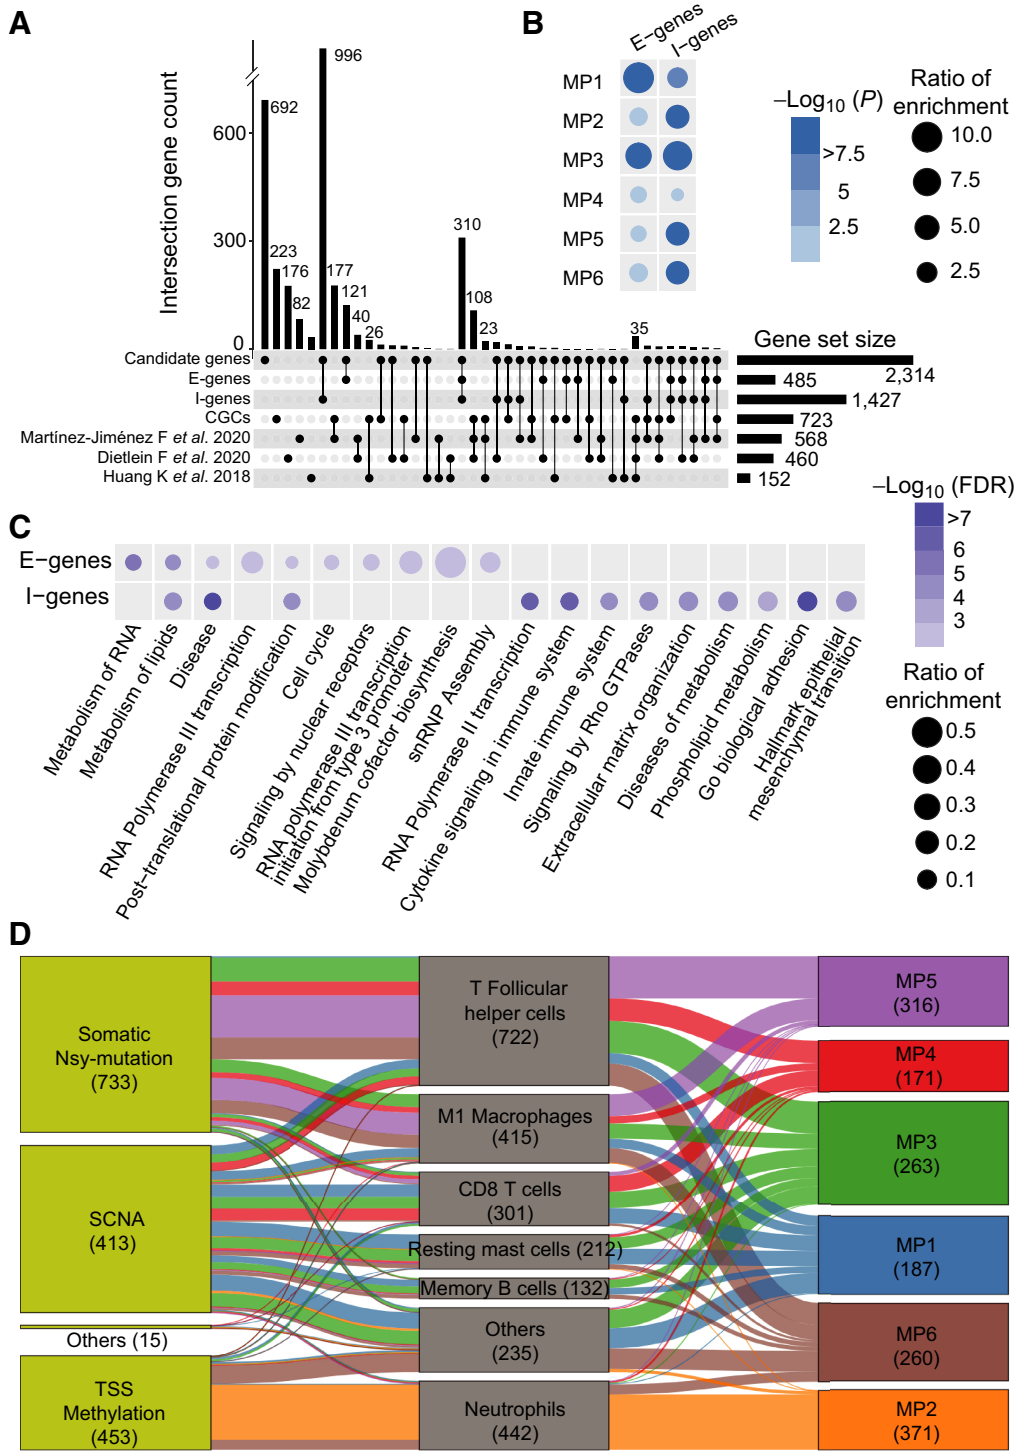 A
Intersection gene count
600
300
0
996
692
223
176
82
177
121
40
26
310
108
23
35
Candidate genes
E−genes
I−genes
CGCs
Martínez-Jiménez F et al. 2020
Dietlein F et al. 2020
Huang K et al. 2018
Gene set size
2,314
485
1,427
723
568
460
152
B
E−genes
I−genes
MP1
MP2
MP3
MP4
MP5
MP6
−Log10 (P)
>7.5
5
2.5
Ratio of
enrichment
10.0
7.5
5.0
2.5
C
E−genes
I−genes
Metabolism of RNA
Metabolism of lipids
Disease
RNA Polymerase III transcription
Post−translational protein modification
Cell cycle
Signaling by nuclear receptors
RNA polymerase III transcription
initiation from type 3 promoter
Molybdenum cofactor biosynthesis
snRNP Assembly
RNA Polymerase II transcription
Cytokine signaling in immune system
Innate immune system
Signaling by Rho GTPases
Extracellular matrix organization
Diseases of metabolism
Phospholipid metabolism
Go biological adhesion
Hallmark epithelial
mesenchymal transition
−Log10 (FDR)
>7
6
5
4
3
Ratio of
enrichment
0.5
0.4
0.3
0.2
0.1
D
Somatic
Nsy-mutation
(733)
SCNA
(413)
Others (15)
TSS
Methylation
(453)
T Follicular
helper cells
(722)
M1 Macrophages
(415)
CD8 T cells
(301)
Resting mast cells (212)
Memory B cells (132)
Others
(235)
Neutrophils
(442)
MP5
(316)
MP4
(171)
MP3
(263)
MP1
(187)
MP6
(260)
MP2
(371)